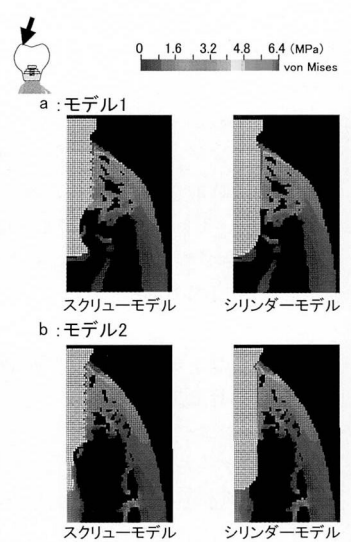 0 1.6 3.2 4.8 6.4 (MPa)
von Mises
a :モデル1
スクリューモデル シリンダーモデル
b :モデル2
スクリューモデル シリンダーモデル